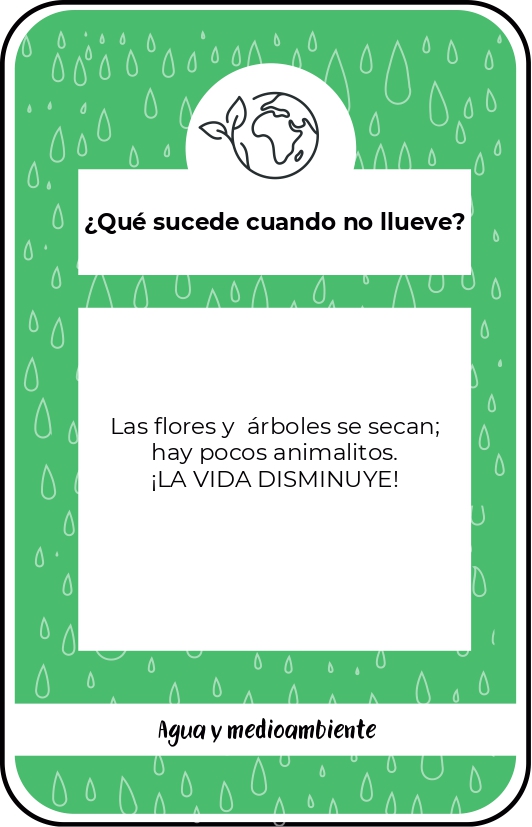 ¿Qué sucede cuando no llueve?
Las flores y  árboles se secan;
hay pocos animalitos.
¡LA VIDA DISMINUYE!
Agua y medioambiente